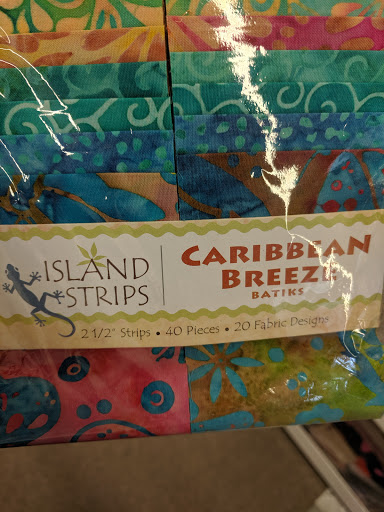 ISLAND
STRIPS
CARIBBEAN
BREEZE
BATIKS
2 1/2" Strips • 40 Pieces • 20 Fabric Designs